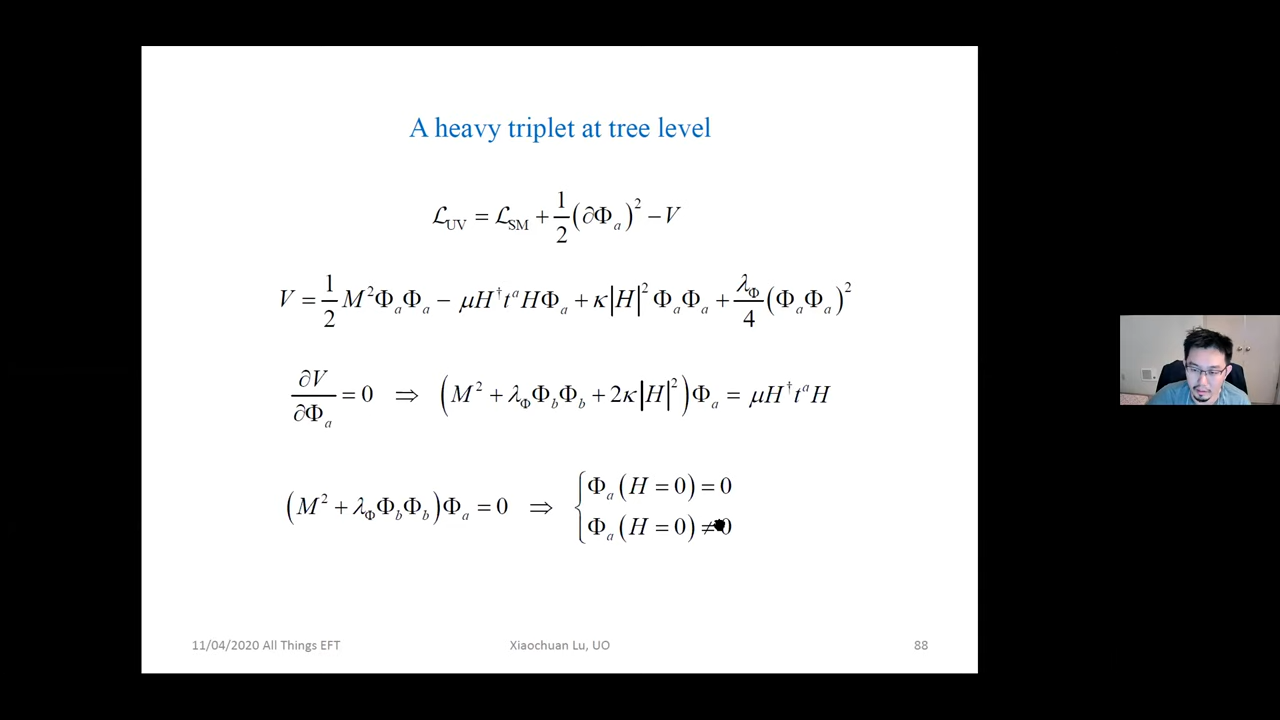 A heavy triplet at tree level
ℒ_UV = ℒ_SM + 1/2 (∂Φ_a)^2 − V
V = 1/2 M^2 Φ_a Φ_a − μH^† t^a HΦ_a + κ|H|^2 Φ_a Φ_a + λ_Φ/4 (Φ_a Φ_a)^2
∂V/∂Φ_a = 0 ⇒ (M^2 + λ_Φ Φ_b Φ_b + 2κ|H|^2) Φ_a = μH^† t^a H
(M^2 + λ_Φ Φ_b Φ_b) Φ_a = 0 ⇒ { Φ_a (H = 0) = 0
Φ_a (H = 0) ≠ 0
11/04/2020 All Things EFT
Xiaochuan Lu, UO
88